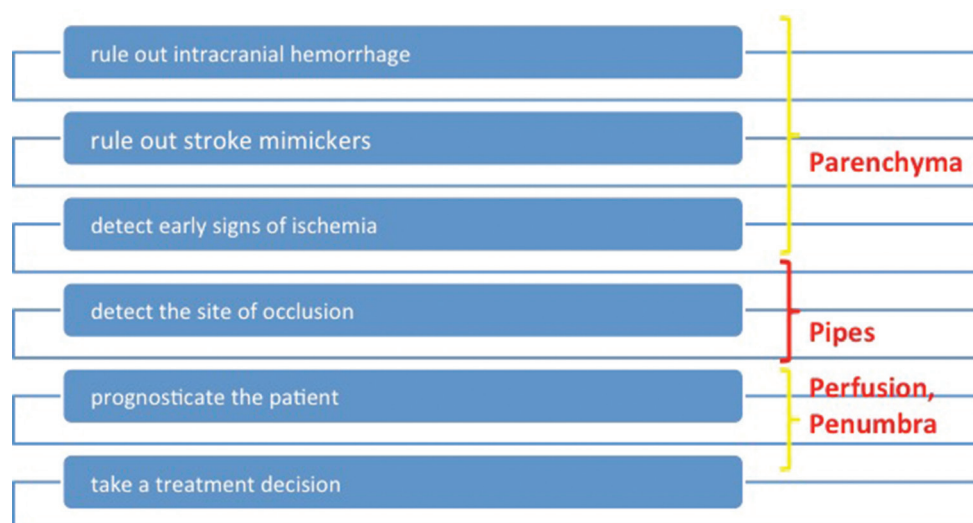 rule out intracranial hemorrhage
rule out stroke mimickers
Parenchyma
detect early signs of ischemia
detect the site of occlusion
Pipes
prognosticate the patient
Perfusion,
Penumbra
take a treatment decision